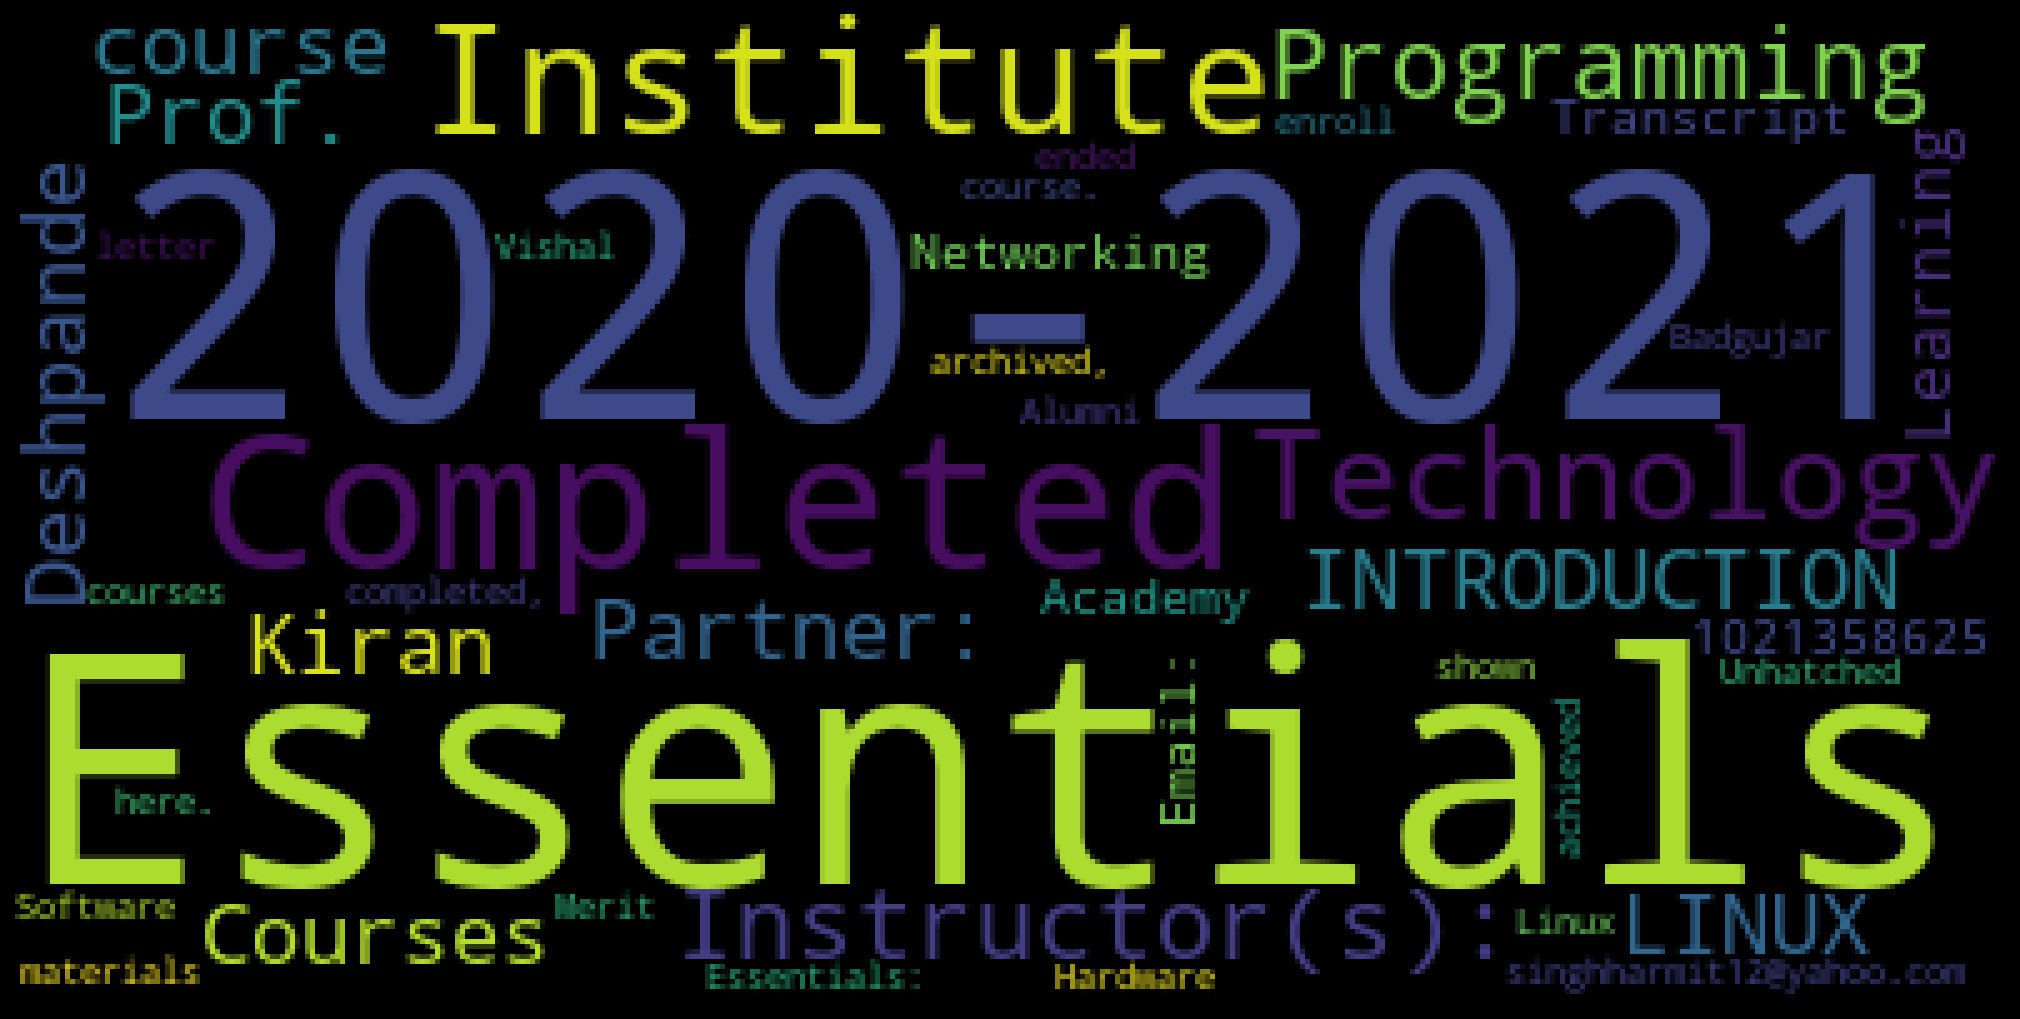 course
Institute
Programming
Prof.
enroll
Transcript
ended
Learning
course.
Deshpande
2020-2021
letter
Vishal
Networking
Badgujar
archived,
Alumni
Completed
Technology
INTRODUCTION
courses
completed,
Academy
Kiran
Partner:
1021358625
shown
Unhatched
Essentials
Email:
achieved
here.
Software
Courses
Merit
Instructor(s):
Linux
LINUX
materials
Essentials:
Hardware
singhharmit12@yahoo.com